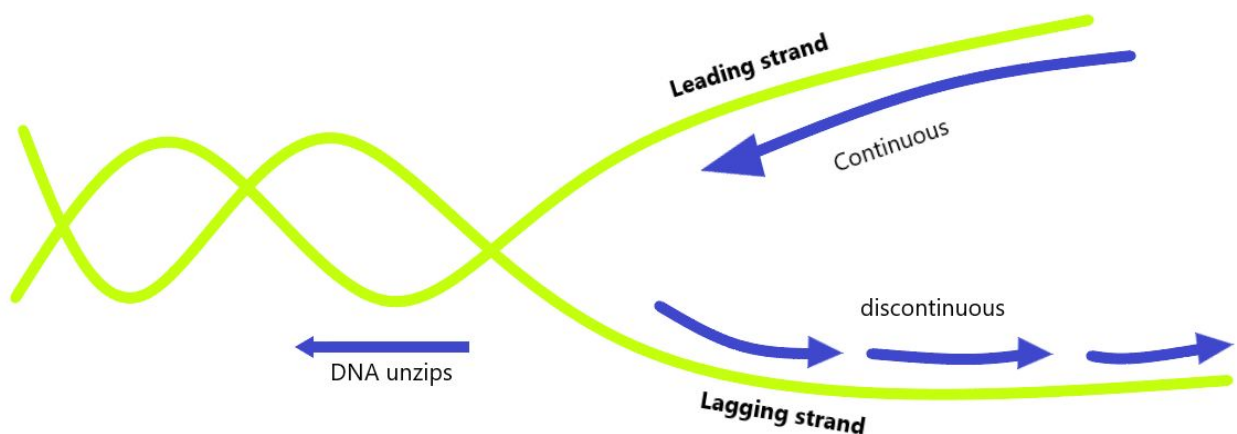 Leading strand
Continuous
discontinuous
DNA unzips
Lagging strand